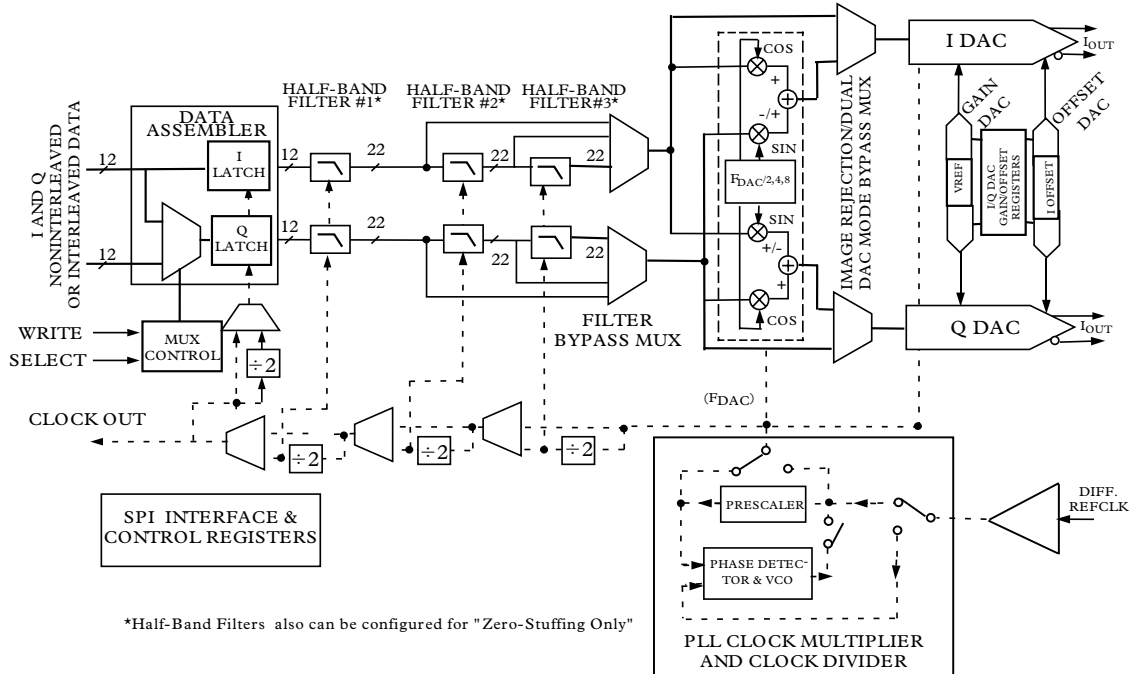 I AND Q
NONINTERLEAVED
OR INTERLEAVED DATA
12
12
DATA
ASSEMBLER
I
LATCH
Q
LATCH
WRITE
SELECT
MUX
CONTROL
÷2
CLOCK OUT
12
12
HALF-BAND
FILTER #1*
22
22
HALF-BAND
FILTER #2*
22
22
HALF-BAND
FILTER#3*
22
22
FILTER
BYPASS MUX
÷2
÷2
÷2
COS
+
-/+
SIN
FDAC/2,4,8
SIN
+/-
+
COS
(FDAC)
IMAGE REJECTION/DUAL
DAC MODE BYPASS MUX
I DAC
IOUT
GAIN
DAC
OFFSET
DAC
VREF
I/Q DAC
GAIN/OFFSET
REGISTERS
I OFFSET
Q DAC
IOUT
PRESCALER
PHASE DETEC-
TOR & VCO
DIFF.
REFCLK
PLL CLOCK MULTIPLIER
AND CLOCK DIVIDER
SPI INTERFACE &
CONTROL REGISTERS
*Half-Band Filters also can be configured for "Zero-Stuffing Only"